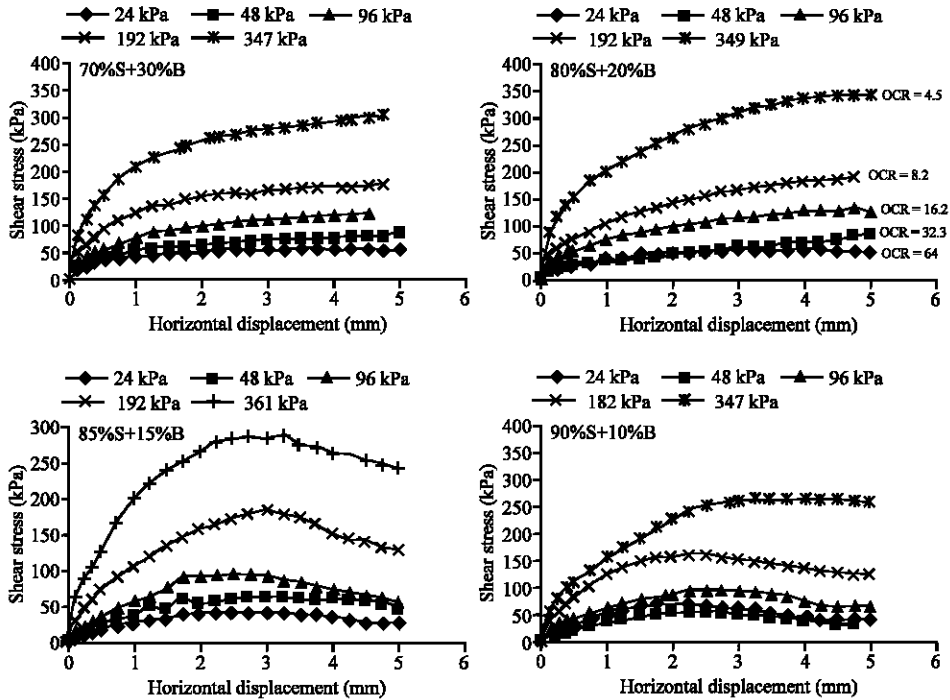 24 kPa 48 kPa 96 kPa
192 kPa 347 kPa
70%S+30%B
400
350
300
250
200
150
100
50
0
Shear stress (kPa)
0 1 2 3 4 5 6
Horizontal displacement (mm)
24 kPa 48 kPa 96 kPa
192 kPa 349 kPa
80%S+20%B
400
350
300
250
200
150
100
50
0
Shear stress (kPa)
OCR = 4.5
OCR = 8.2
OCR = 16.2
OCR = 32.3
OCR = 64
0 1 2 3 4 5 6
Horizontal displacement (mm)
24 kPa 48 kPa 96 kPa
192 kPa 361 kPa
85%S+15%B
300
250
200
150
100
50
0
Shear stress (kPa)
0 1 2 3 4 5 6
Horizontal displacement (mm)
24 kPa 48 kPa 96 kPa
182 kPa 347 kPa
90%S+10%B
400
350
300
250
200
150
100
50
0
Shear stress (kPa)
0 1 2 3 4 5 6
Horizontal displacement (mm)